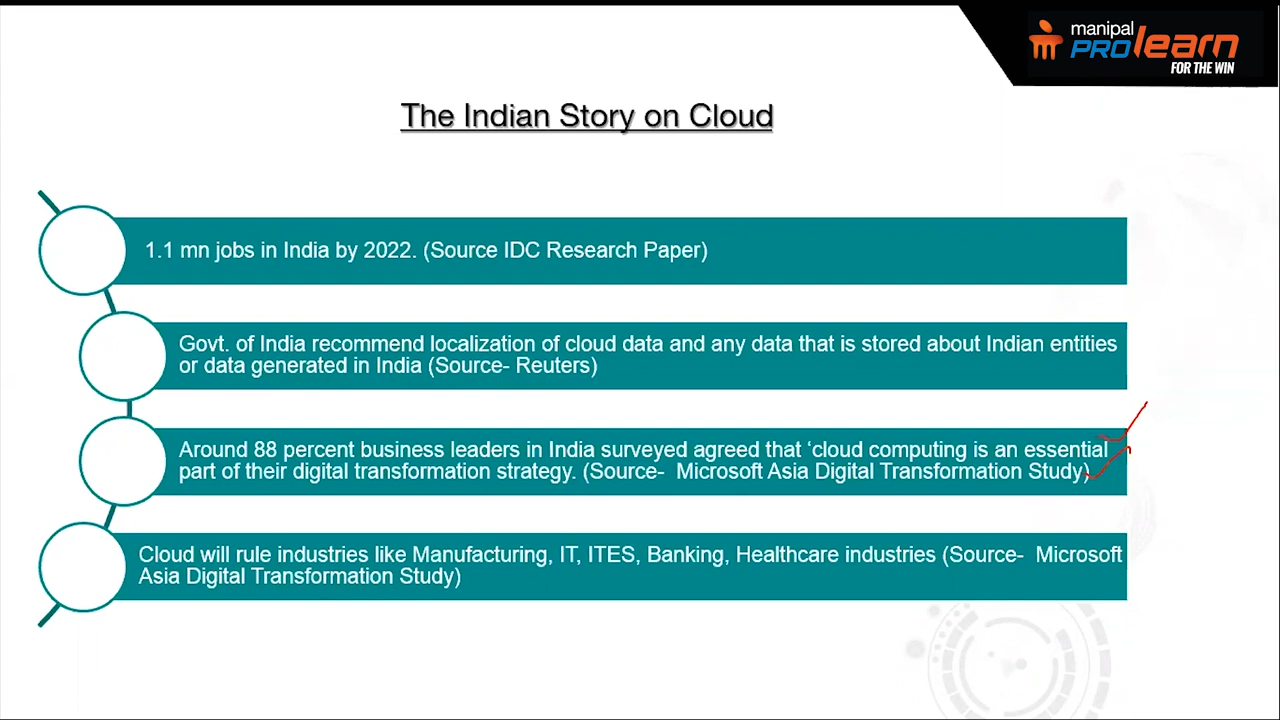 manipal
PROlearn
FOR THE WIN
The Indian Story on Cloud
1.1 mn jobs in India by 2022. (Source IDC Research Paper)
Govt. of India recommend localization of cloud data and any data that is stored about Indian entities
or data generated in India (Source- Reuters)
Around 88 percent business leaders in India surveyed agreed that ‘cloud computing is an essential
part of their digital transformation strategy. (Source-  Microsoft Asia Digital Transformation Study)
Cloud will rule industries like Manufacturing, IT, ITES, Banking, Healthcare industries (Source-  Microsoft
Asia Digital Transformation Study)